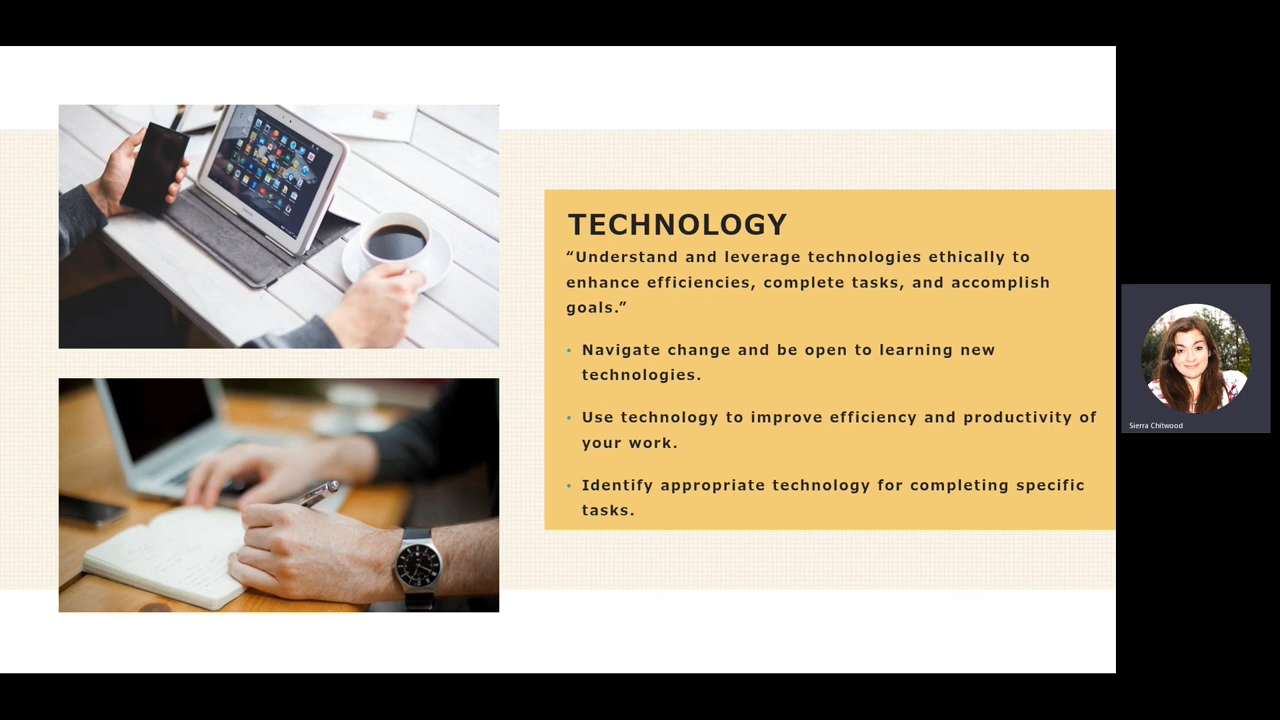 TECHNOLOGY
“Understand and leverage technologies ethically to
enhance efficiencies, complete tasks, and accomplish
goals.”
• Navigate change and be open to learning new
technologies.
• Use technology to improve efficiency and productivity of
your work.
• Identify appropriate technology for completing specific
tasks.
Sierra Chitwood